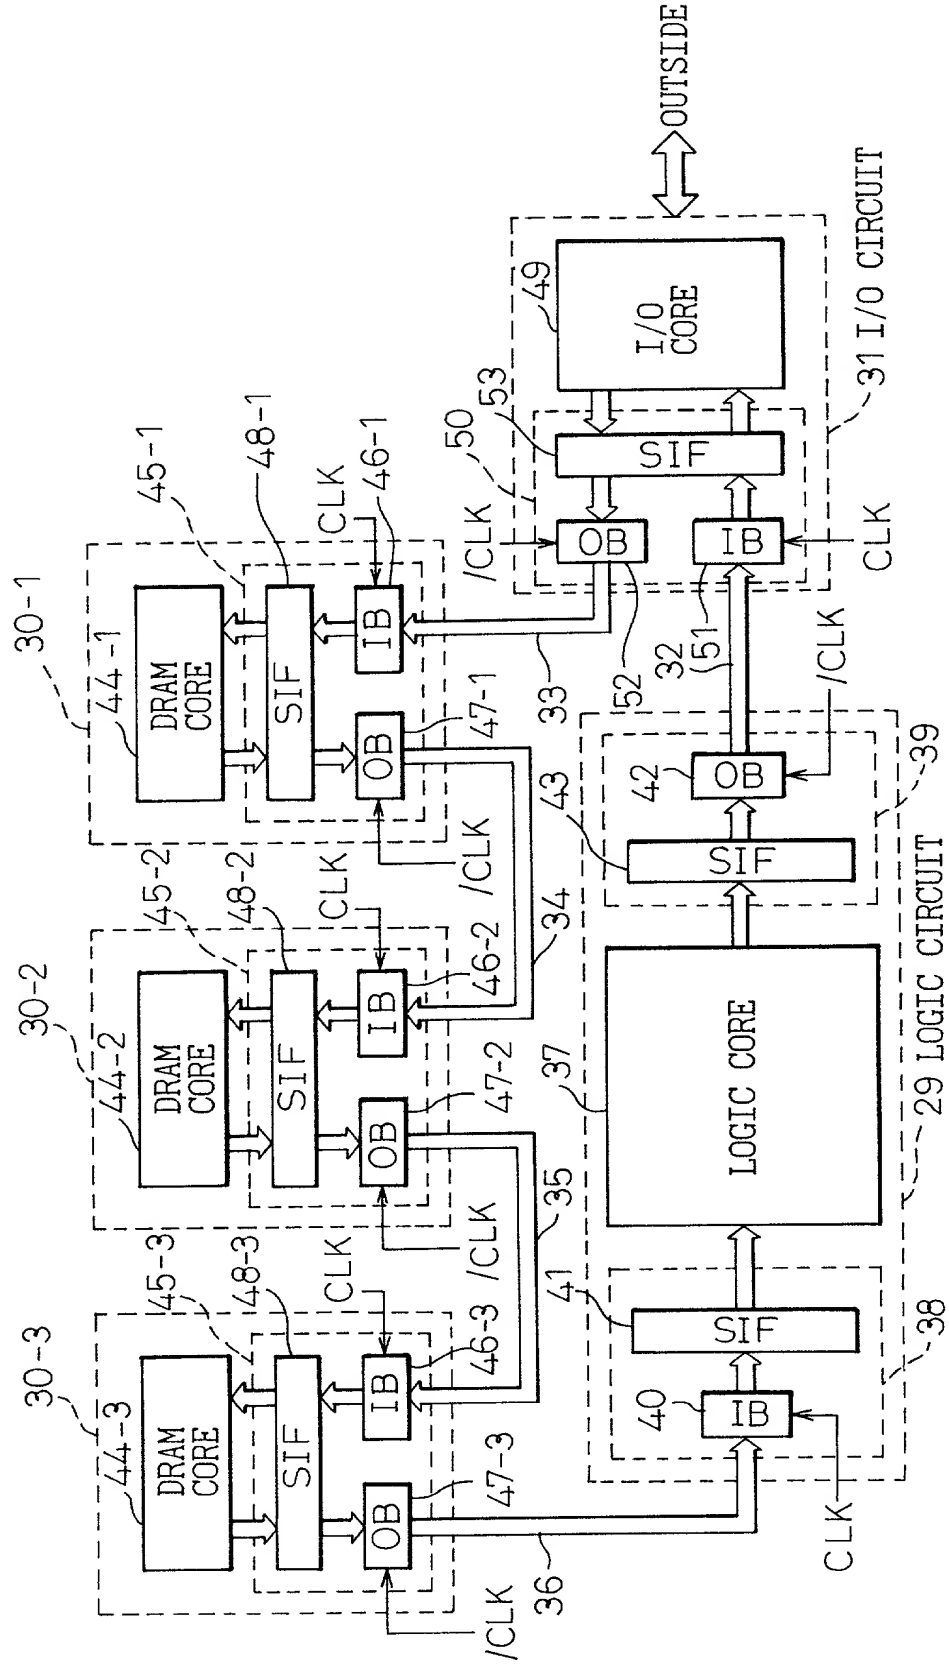 30-3
44-3
DRAM
CORE
45-3
48-3
SIF
CLK
IB
46-3
OB
47-3
/CLK
30-2
44-2
DRAM
CORE
45-2
48-2
SIF
CLK
IB
46-2
OB
47-2
/CLK
30-1
44-1
DRAM
CORE
45-1
48-1
SIF
CLK
46-1
IB
OB
47-1
/CLK
36
35
34
33
40
IB
CLK
41
SIF
38
37
LOGIC CORE
29 LOGIC CIRCUIT
43
SIF
42
OB
39
/CLK
32
51
52
/CLK
OB
IB
CLK
50
53
SIF
49
I/O
CORE
31 I/O CIRCUIT
OUTSIDE